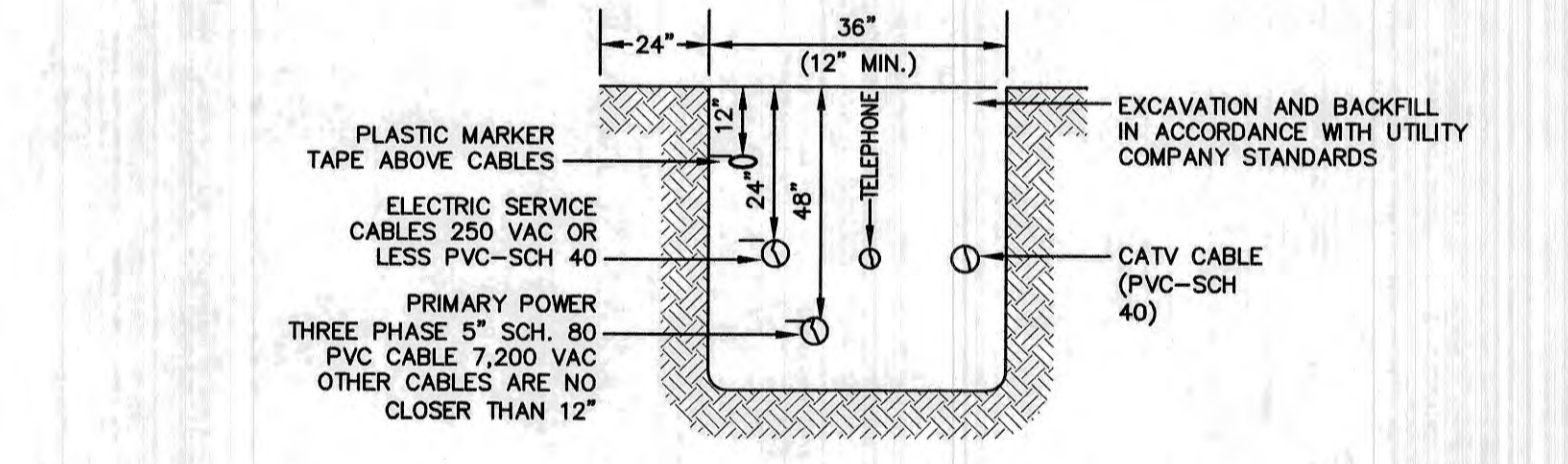 24"
36"
(12" MIN.)
PLASTIC MARKER
TAPE ABOVE CABLES
12"
24"
48"
TELEPHONE
EXCAVATION AND BACKFILL
IN ACCORDANCE WITH UTILITY
COMPANY STANDARDS
ELECTRIC SERVICE
CABLES 250 VAC OR
LESS PVC-SCH 40
CATV CABLE
(PVC-SCH
40)
PRIMARY POWER
THREE PHASE 5" SCH. 80
PVC CABLE 7,200 VAC
OTHER CABLES ARE NO
CLOSER THAN 12"